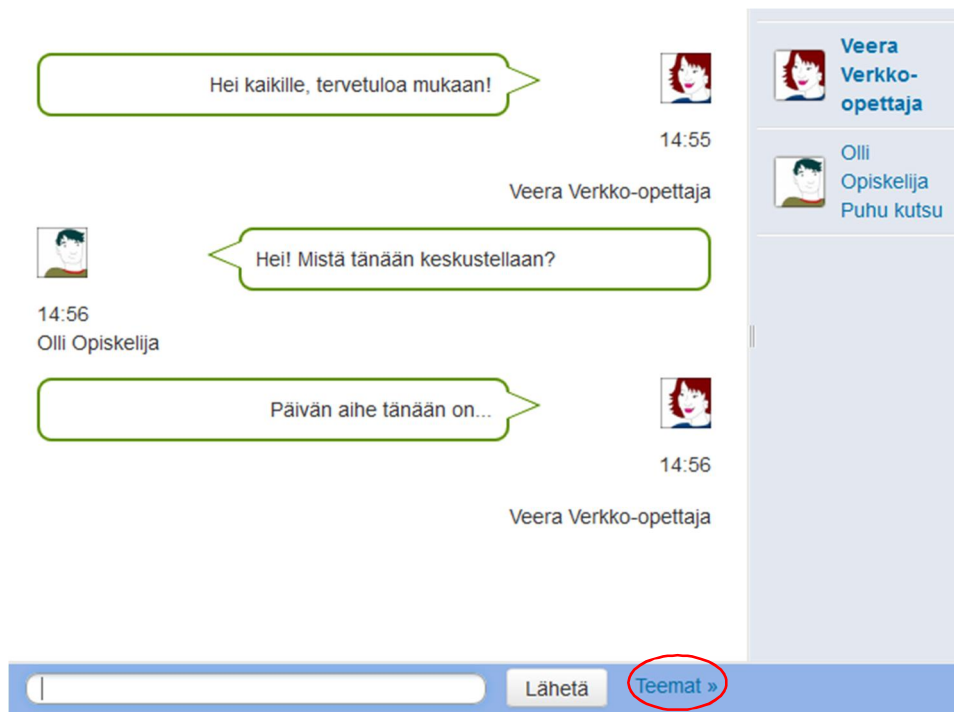 Hei kaikille, tervetuloa mukaan!
14:55
Veera Verkko-opettaja
Hei! Mistä tänään keskustellaan?
14:56
Olli Opiskelija
Päivän aihe tänään on...
14:56
Veera Verkko-opettaja
Veera
Verkko-
opettaja
Olli
Opiskelija
Puhu kutsu
Lähetä
Teemat »